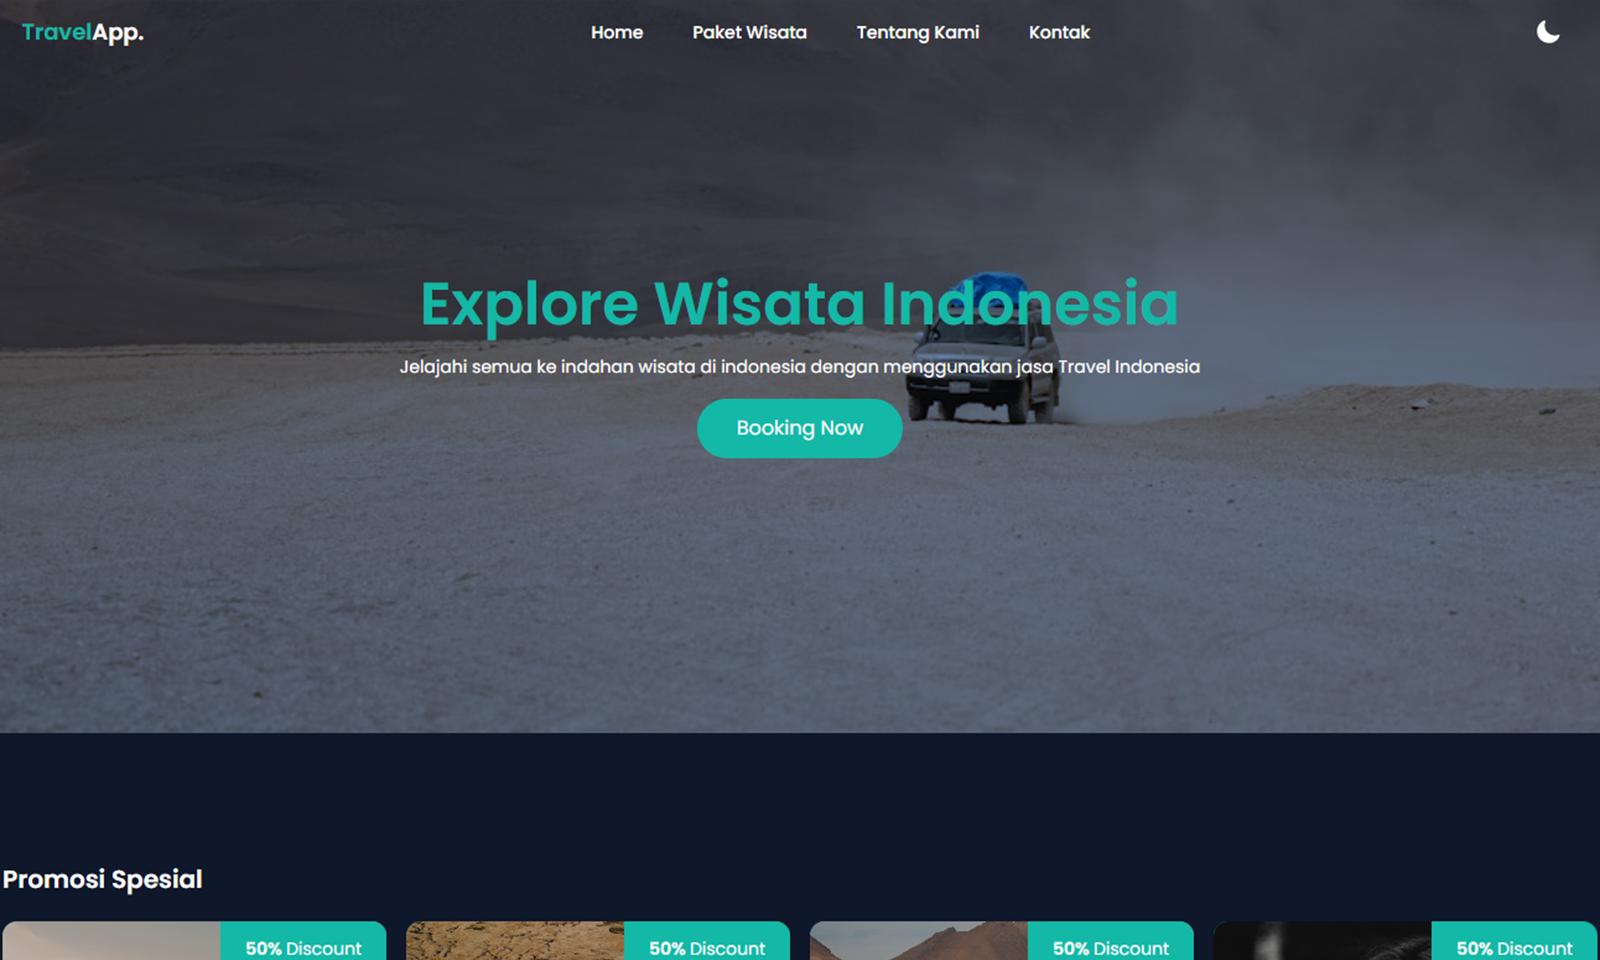 TravelApp.
Home
Paket Wisata
Tentang Kami
Kontak
Explore Wisata Indonesia
Jelajahi semua ke indahan wisata di indonesia dengan menggunakan jasa Travel Indonesia
Booking Now
Promosi Spesial
50% Discount
50% Discount
50% Discount
50% Discount